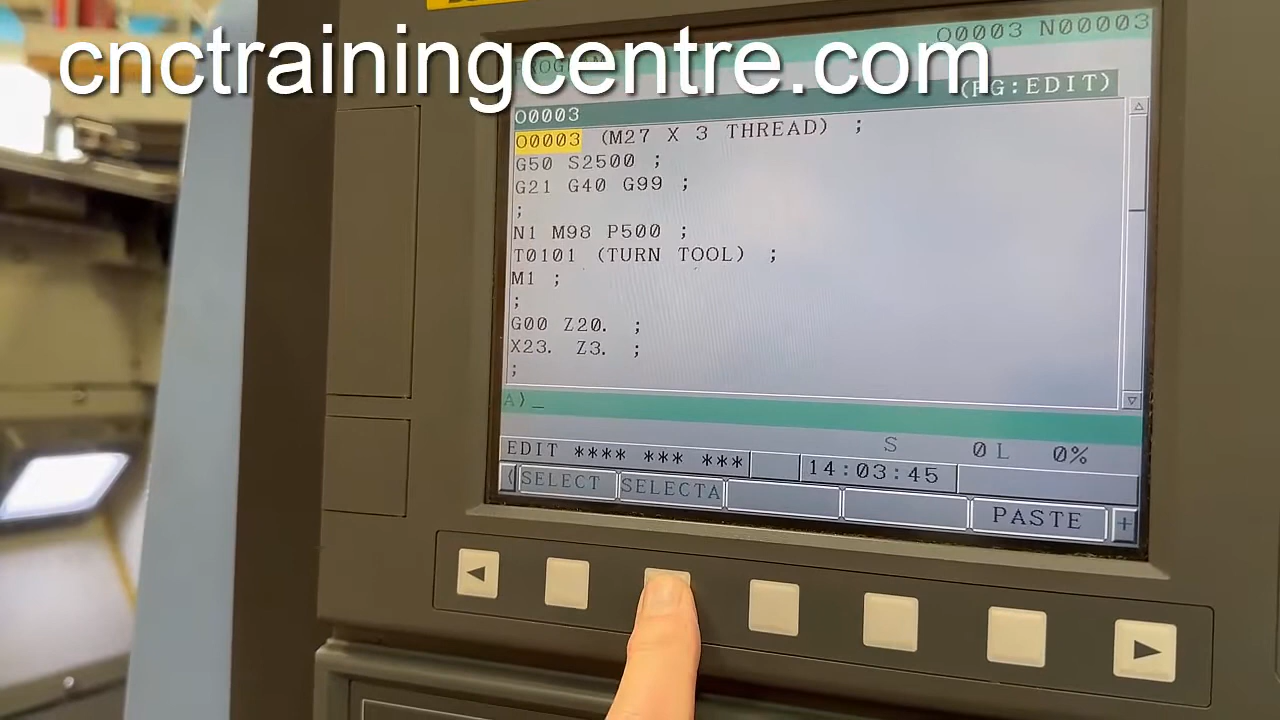 cnctrainingcentre.com
O0003 N00003
(FG:EDIT)
O0003
O0003 (M27 X 3 THREAD) ;
G50 S2500 ;
G21 G40 G99 ;
;
N1 M98 P500 ;
T0101 (TURN TOOL) ;
M1 ;
;
G00 Z20. ;
X23. Z3. ;
;
A)_
S 0 L 0%
EDIT **** *** ***
14:03:45
(SELECT SELECTA PASTE +